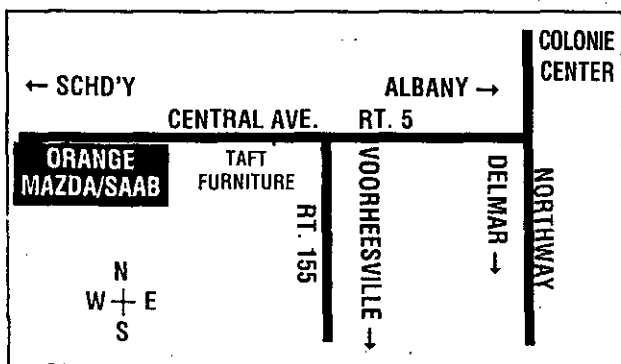 COLONIE
CENTER
← SCHD'Y
ALBANY →
CENTRAL AVE. RT. 5
ORANGE
MAZDA/SAAB
TAFT
FURNITURE
RT. 155
VOORHEESVILLE →
DELMAR →
NORTHWAY
N
W E
S